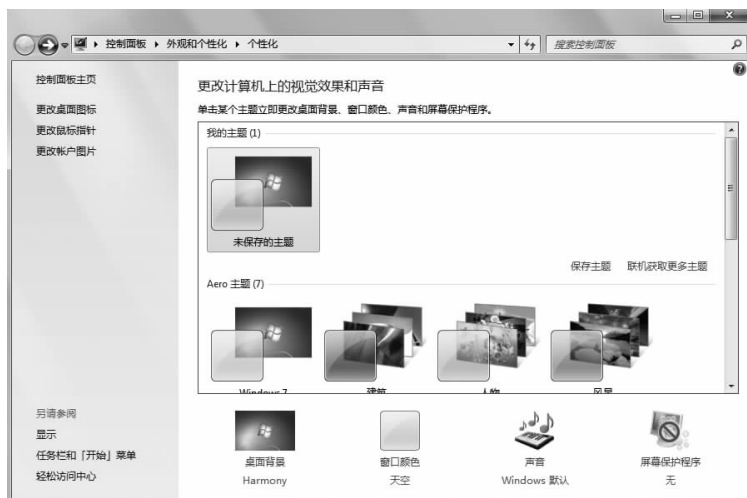 控制面板 ▸ 外观和个性化 ▸ 个性化
搜索控制面板
控制面板主页
更改桌面图标
更改鼠标指针
更改帐户图片
另请参阅
显示
任务栏和「开始」菜单
轻松访问中心
更改计算机上的视觉效果和声音
单击某个主题立即更改桌面背景、窗口颜色、声音和屏幕保护程序。
我的主题 (1)
未保存的主题
保存主题 联机获取更多主题
Aero 主题 (7)
Windows 7 建筑 人物 风景
桌面背景 窗口颜色 声音 屏幕保护程序
Harmony 天空 Windows 默认 无